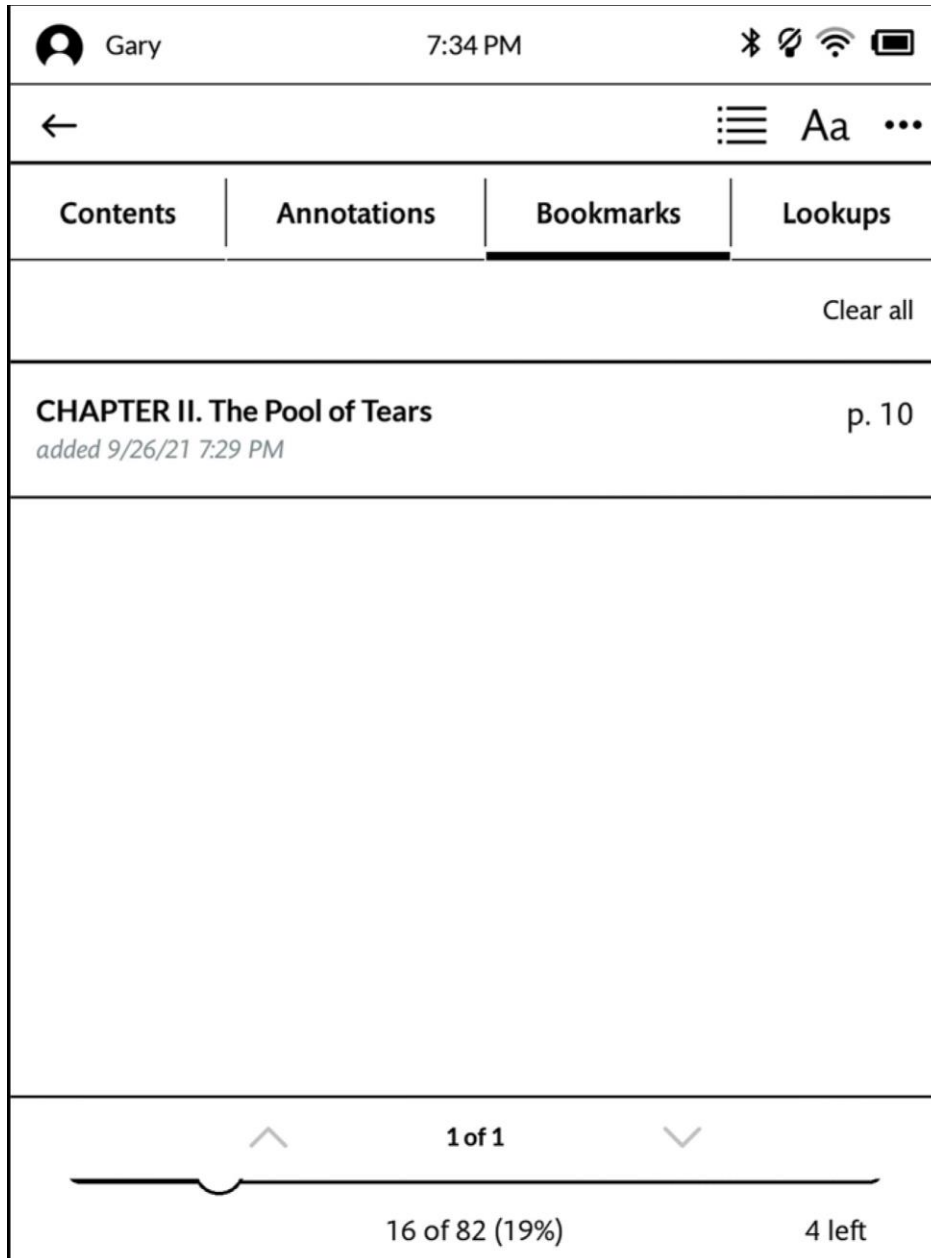 Gary 7:34 PM
Aa
Contents Annotations Bookmarks Lookups
Clear all
CHAPTER II. The Pool of Tears p. 10
added 9/26/21 7:29 PM
1 of 1
16 of 82 (19%) 4 left